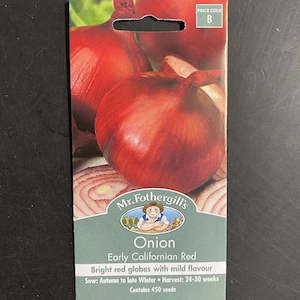 PRICE CODE
B
Mr.Fothergill's
Onion
Early Californian Red
Bright red globes with mild flavour
Sow: Autumn to late Winter • Harvest: 24-30 weeks
Contains 450 seeds